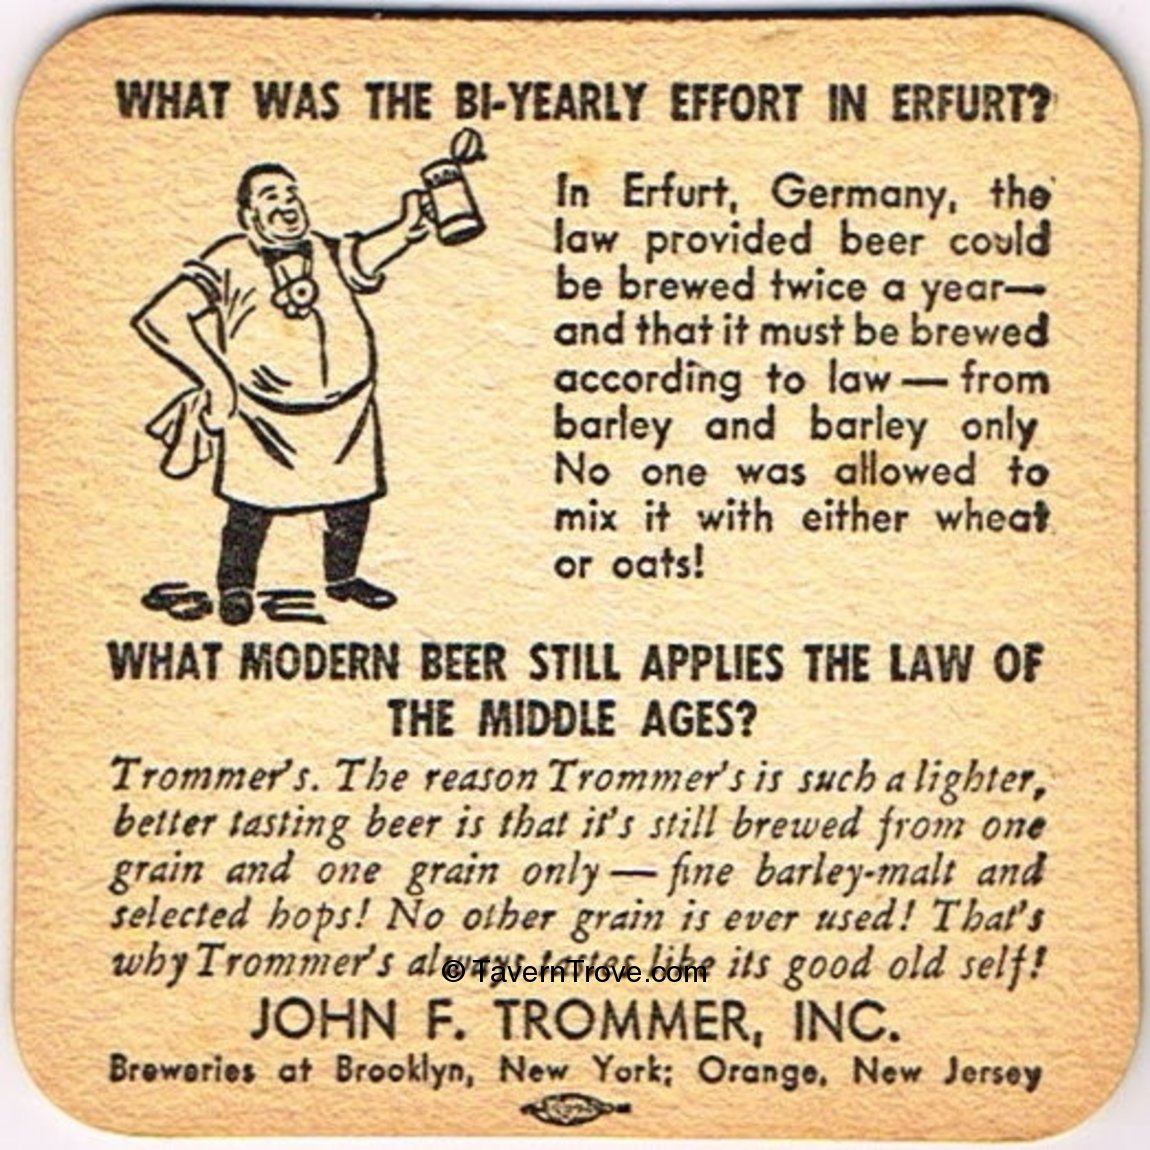 WHAT WAS THE BI-YEARLY EFFORT IN ERFURT?
In Erfurt, Germany, the
law provided beer could
be brewed twice a year—
and that it must be brewed
according to law — from
barley and barley only
No one was allowed to
mix it with either wheat
or oats!
WHAT MODERN BEER STILL APPLIES THE LAW OF
THE MIDDLE AGES?
Trommer's. The reason Trommer's is such a lighter,
better tasting beer is that it's still brewed from one
grain and one grain only — fine barley-malt and
selected hops! No other grain is ever used! That's
why Trommer's always tastes like its good old self!
© TavernTrove.com
JOHN F. TROMMER, INC.
Breweries at Brooklyn, New York; Orange, New Jersey